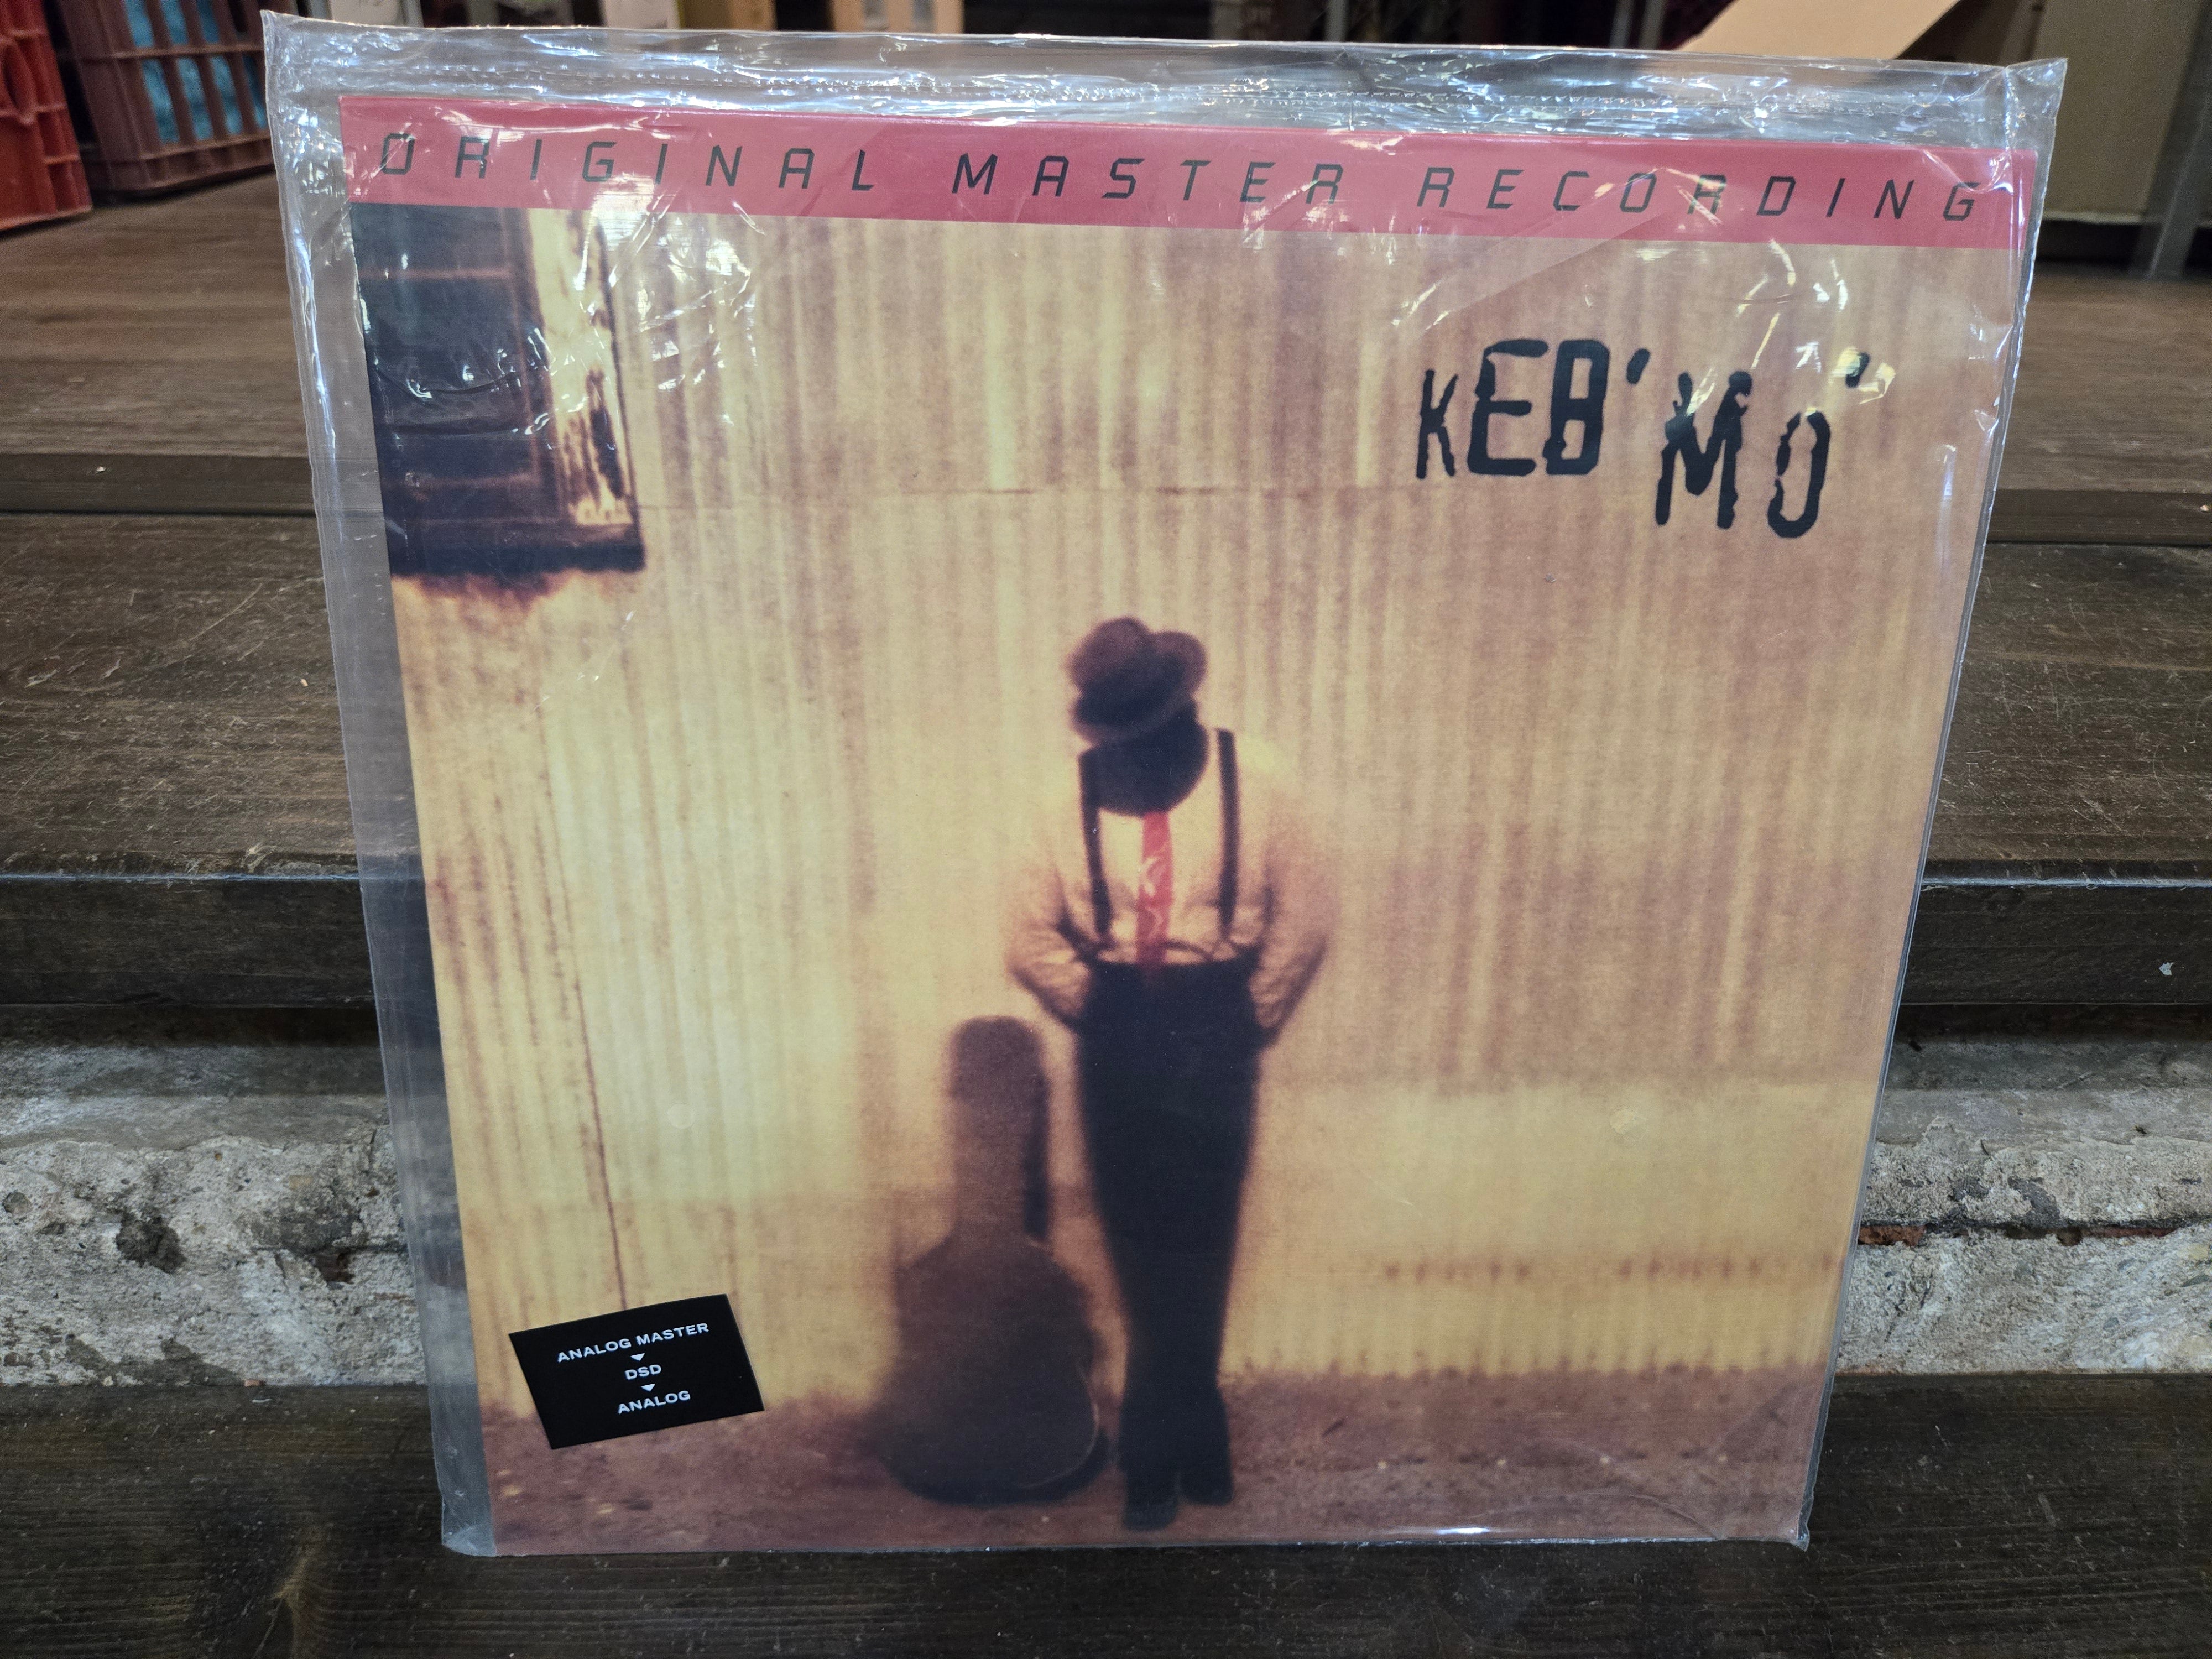 ORIGINAL MASTER RECORDING
KEB' MO'
ANALOG MASTER
DSD
ANALOG